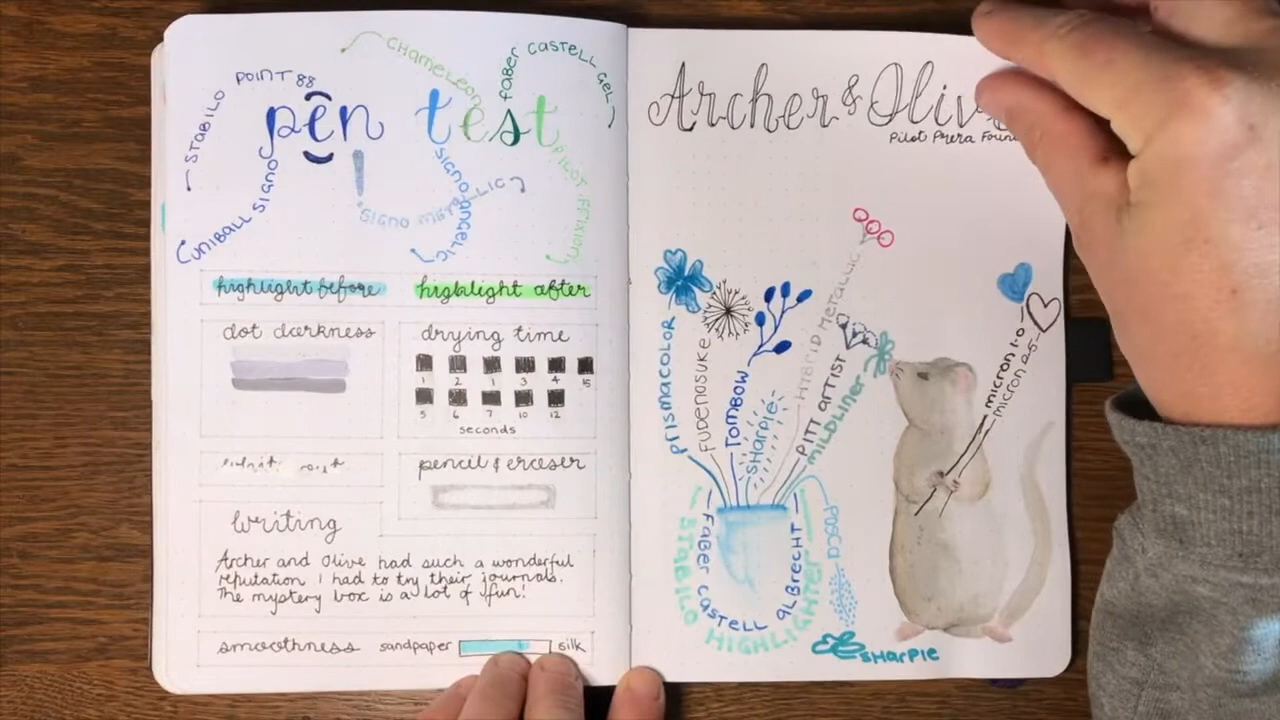 CHAMELEON
FABER CASTELL GEL
STABILO POINT 88
pen test
UNIBALL SIGNO
SIGNO METALLIC
SIGNO ANGELIC
PILOT FRIXION
highlight before
highlight after
dot darkness
drying time
1 2 1 3 4 15
5 6 7 10 12
seconds
pencil & eraser
writing
Archer and Olive had such a wonderful
reputation I had to try their journals.
The mystery box is a lot of fun!
smoothness
sandpaper
silk
Archer & Oliv
Pilot Prera Foun
PRISMACOLOR
FUDENOSUKE
TOMBOW
SHARPIE
HYBRID METALLIC
PITT ARTIST
MILDLINER
micron 1.0
micron 2.5
FABER CASTELL ALBRECHT
STABILO HIGHLIGHTER
POSCA
SHARPIE